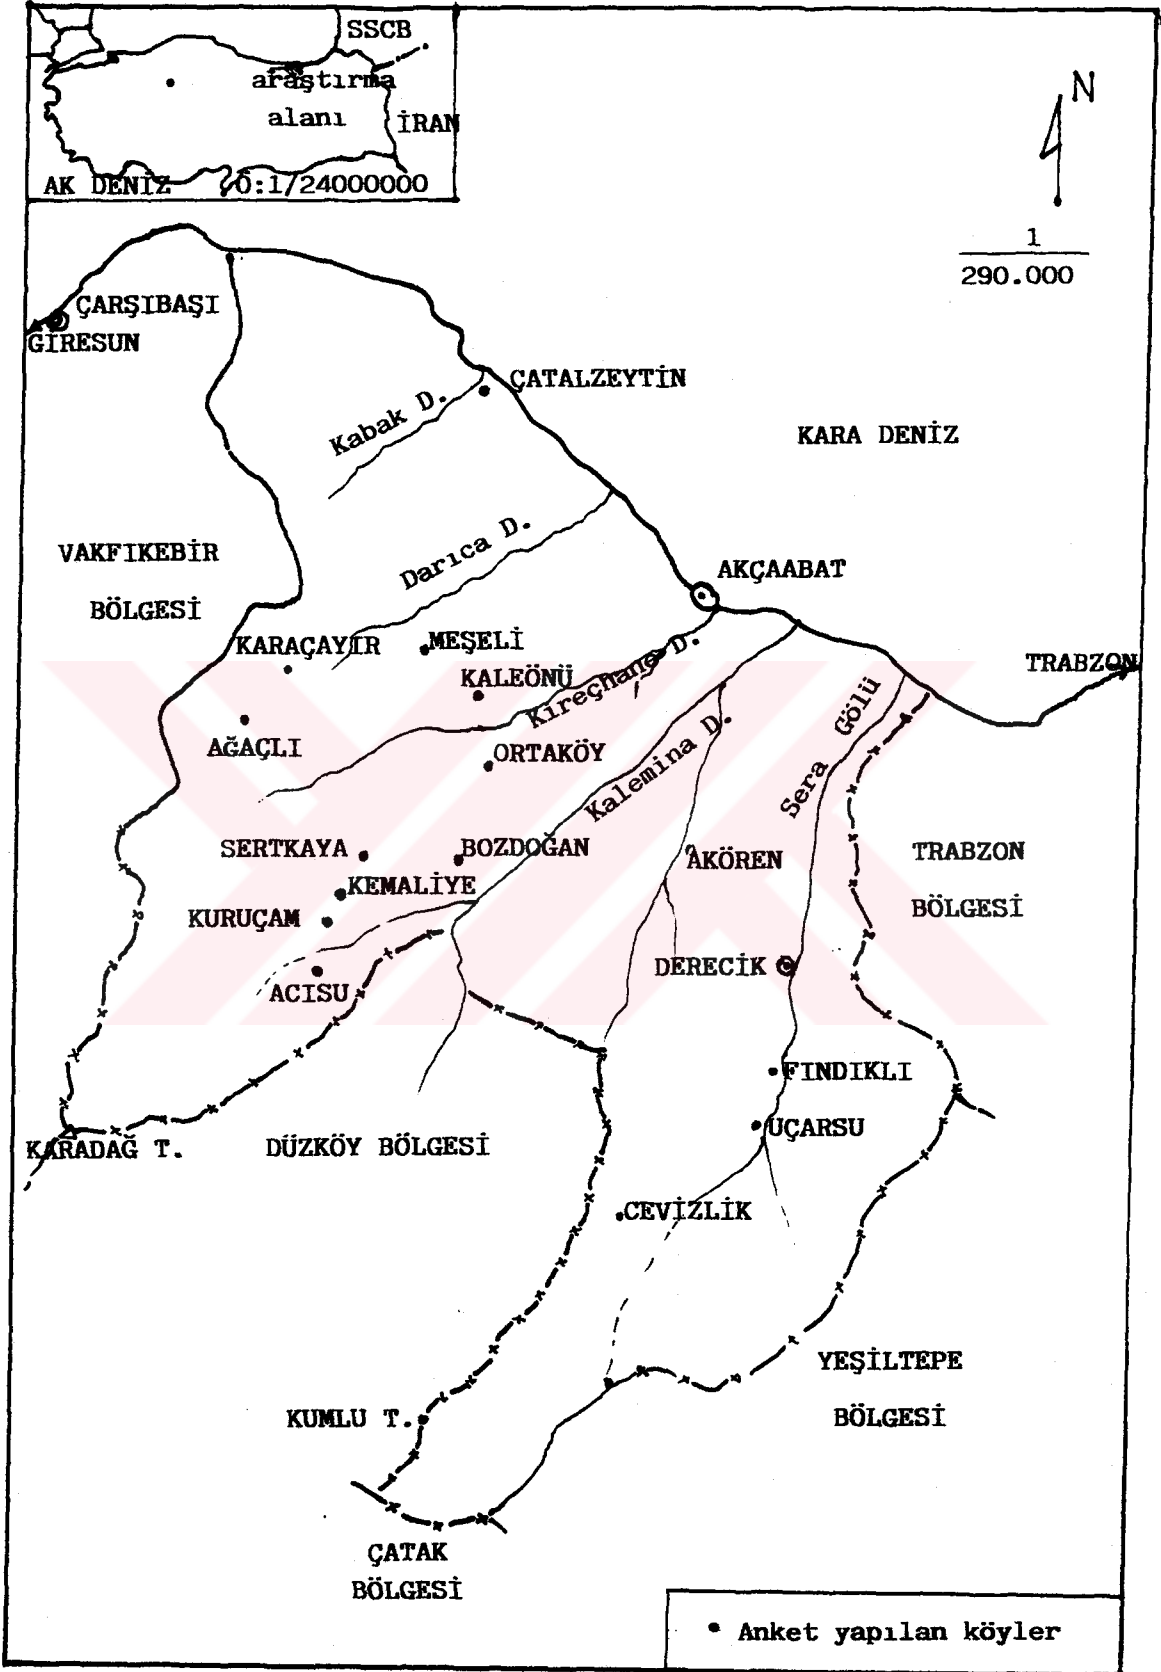 SSCB
araştırma
alanı
İRAN
AK DENİZ
Ö:1/24000000
N
1
290.000
ÇARŞIBAŞI
GİRESUN
ÇATALZEYTİN
Kabak D.
KARA DENİZ
Darıca D.
VAKFIKEBİR
BÖLGESİ
AKÇAABAT
KARAÇAYIR
MEŞELİ
TRABZON
KALEÖNÜ
Kireçhane D.
Sera Gölü
AĞAÇLI
ORTAKÖY
Kalemina D.
SERTKAYA
BOZDOĞAN
AKÖREN
TRABZON
BÖLGESİ
KEMALİYE
KURUÇAM
DERECİK
ACISU
FINDIKLI
UÇARSU
KARADAĞ T.
DÜZKÖY BÖLGESİ
CEVİZLİK
YEŞİLTEPE
BÖLGESİ
KUMLU T.
ÇATAK
BÖLGESİ
Anket yapılan köyler